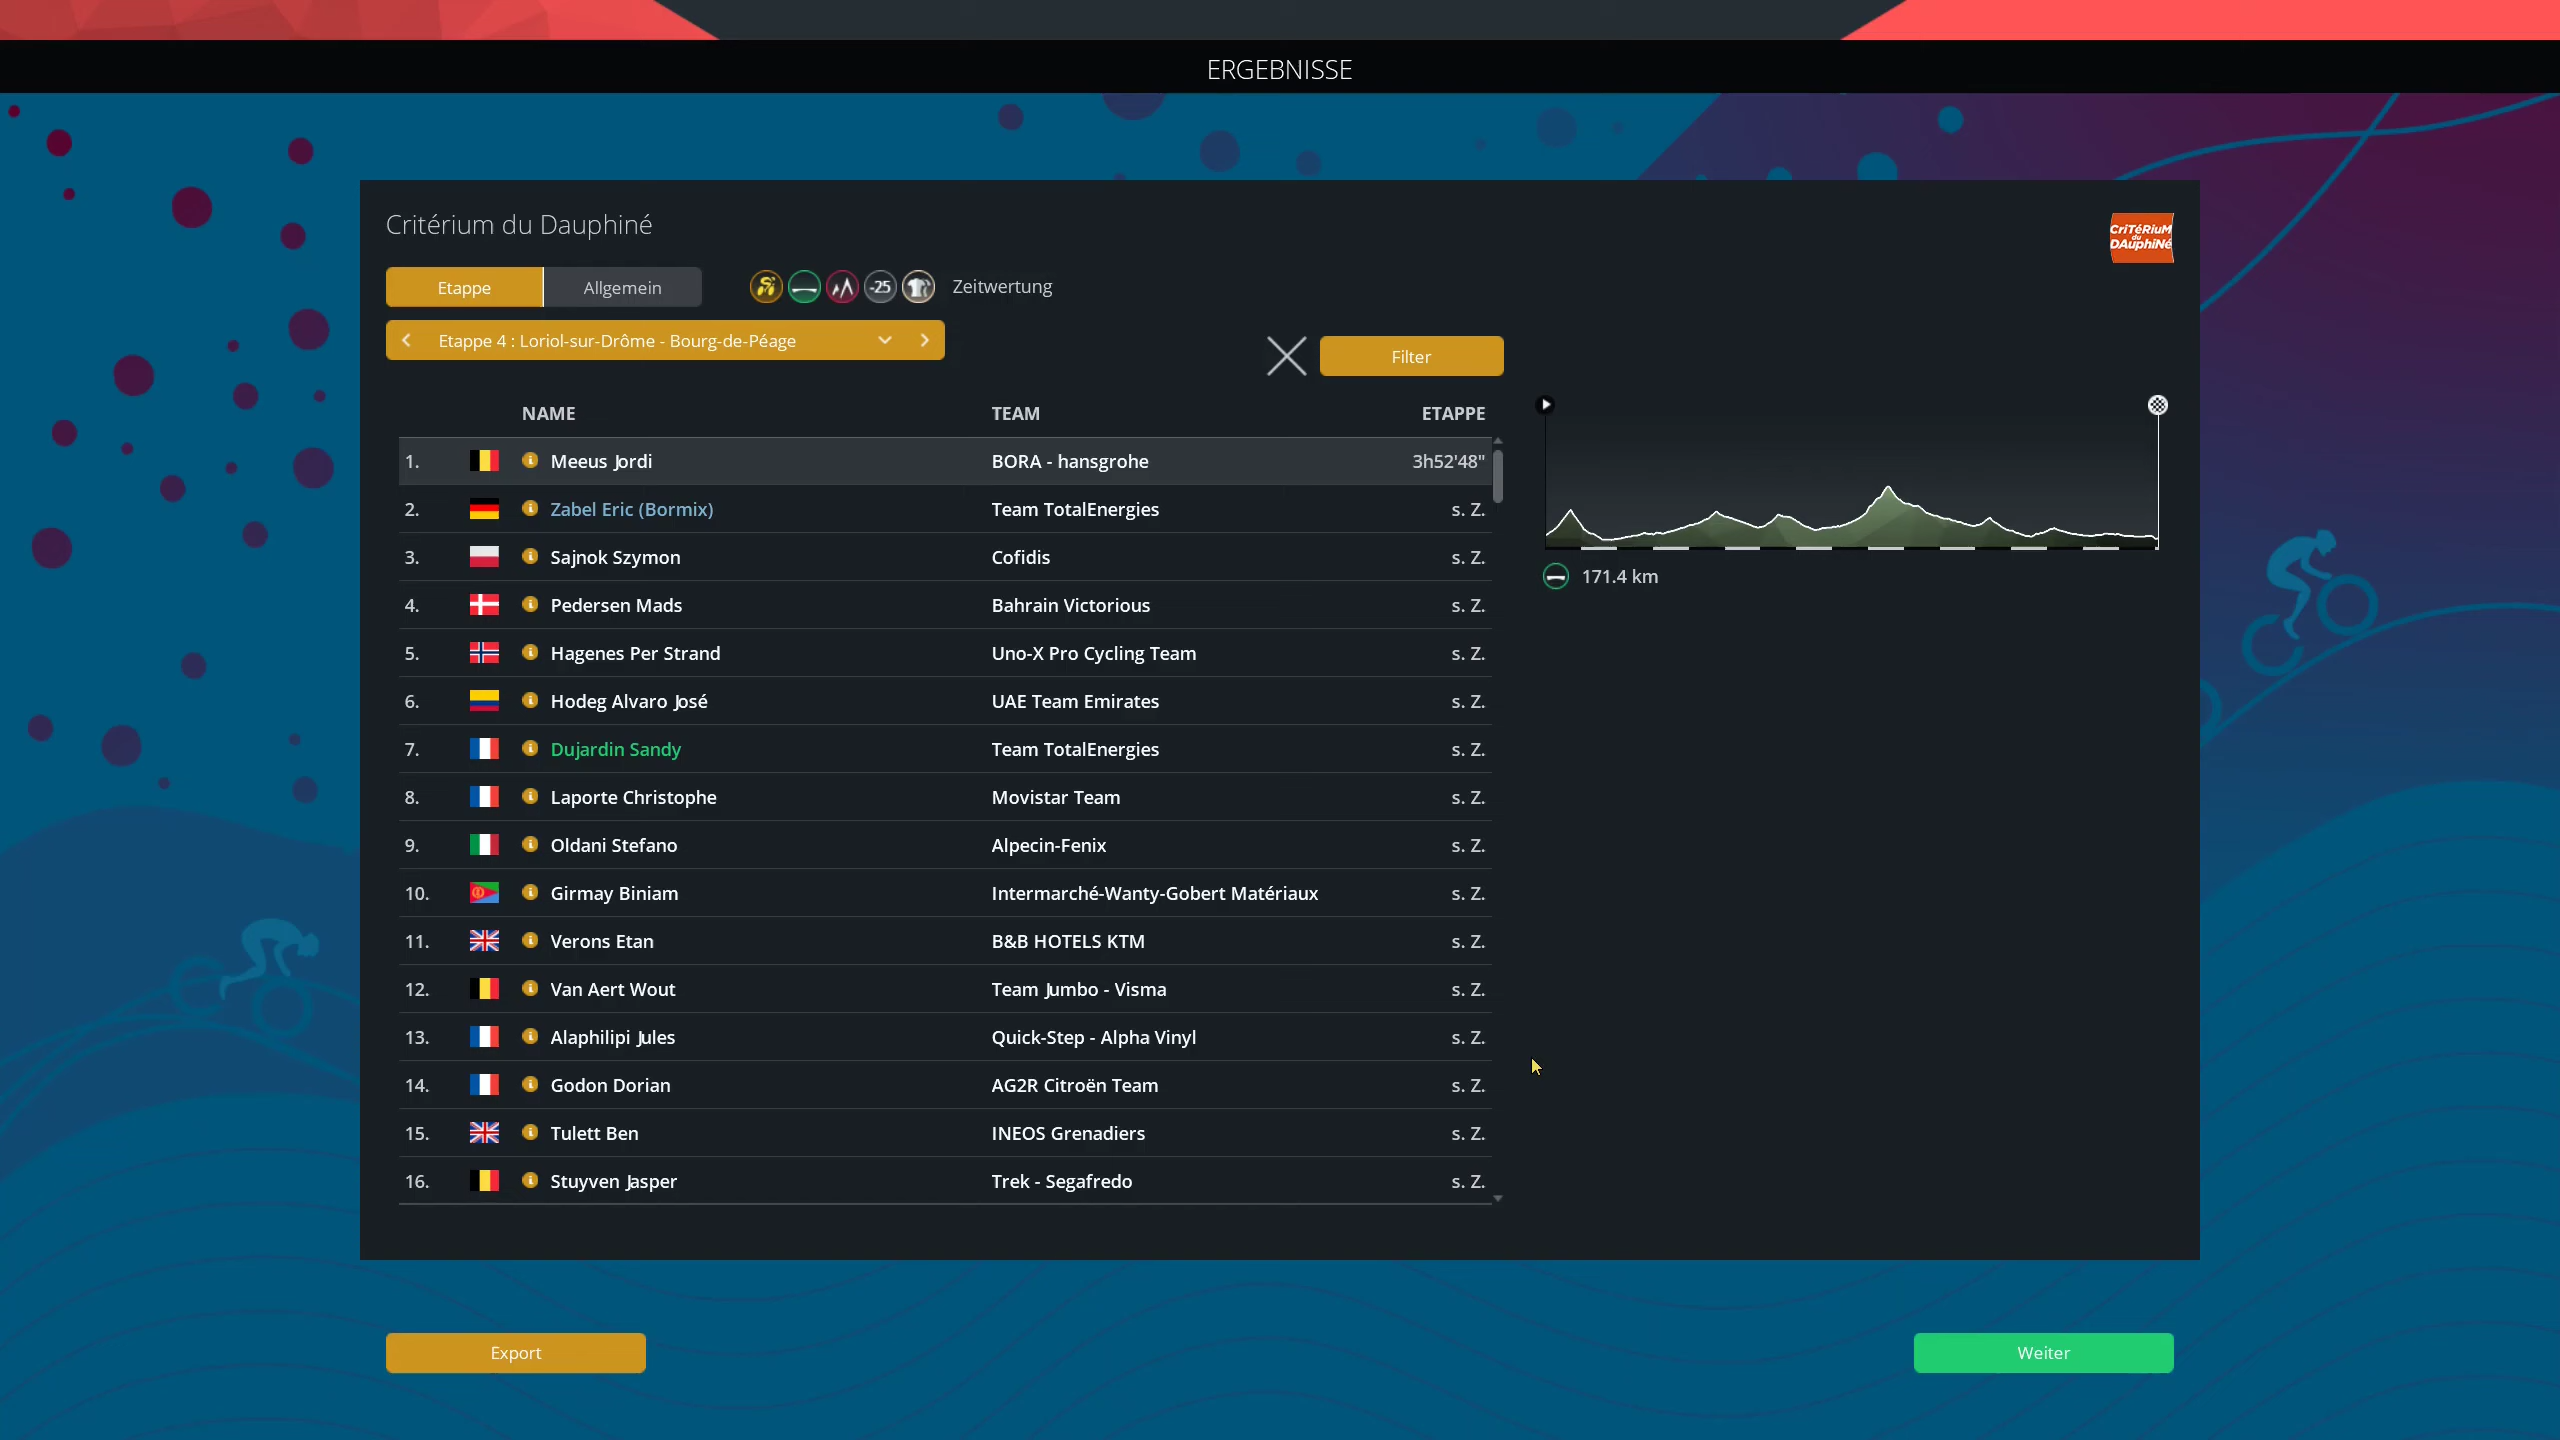 ERGEBNISSE
Critérium du Dauphiné
CriTéRiuM
du
DAuphiNé
Etappe
Allgemein
-25
Zeitwertung
Etappe 4 : Loriol-sur-Drôme - Bourg-de-Péage
Filter
NAME TEAM ETAPPE
1. Meeus Jordi BORA - hansgrohe 3h52'48"
2. Zabel Eric (Bormix) Team TotalEnergies s. Z.
3. Sajnok Szymon Cofidis s. Z.
4. Pedersen Mads Bahrain Victorious s. Z.
5. Hagenes Per Strand Uno-X Pro Cycling Team s. Z.
6. Hodeg Alvaro José UAE Team Emirates s. Z.
7. Dujardin Sandy Team TotalEnergies s. Z.
8. Laporte Christophe Movistar Team s. Z.
9. Oldani Stefano Alpecin-Fenix s. Z.
10. Girmay Biniam Intermarché-Wanty-Gobert Matériaux s. Z.
11. Verons Etan B&B HOTELS KTM s. Z.
12. Van Aert Wout Team Jumbo - Visma s. Z.
13. Alaphilipi Jules Quick-Step - Alpha Vinyl s. Z.
14. Godon Dorian AG2R Citroën Team s. Z.
15. Tulett Ben INEOS Grenadiers s. Z.
16. Stuyven Jasper Trek - Segafredo s. Z.
171.4 km
Export
Weiter